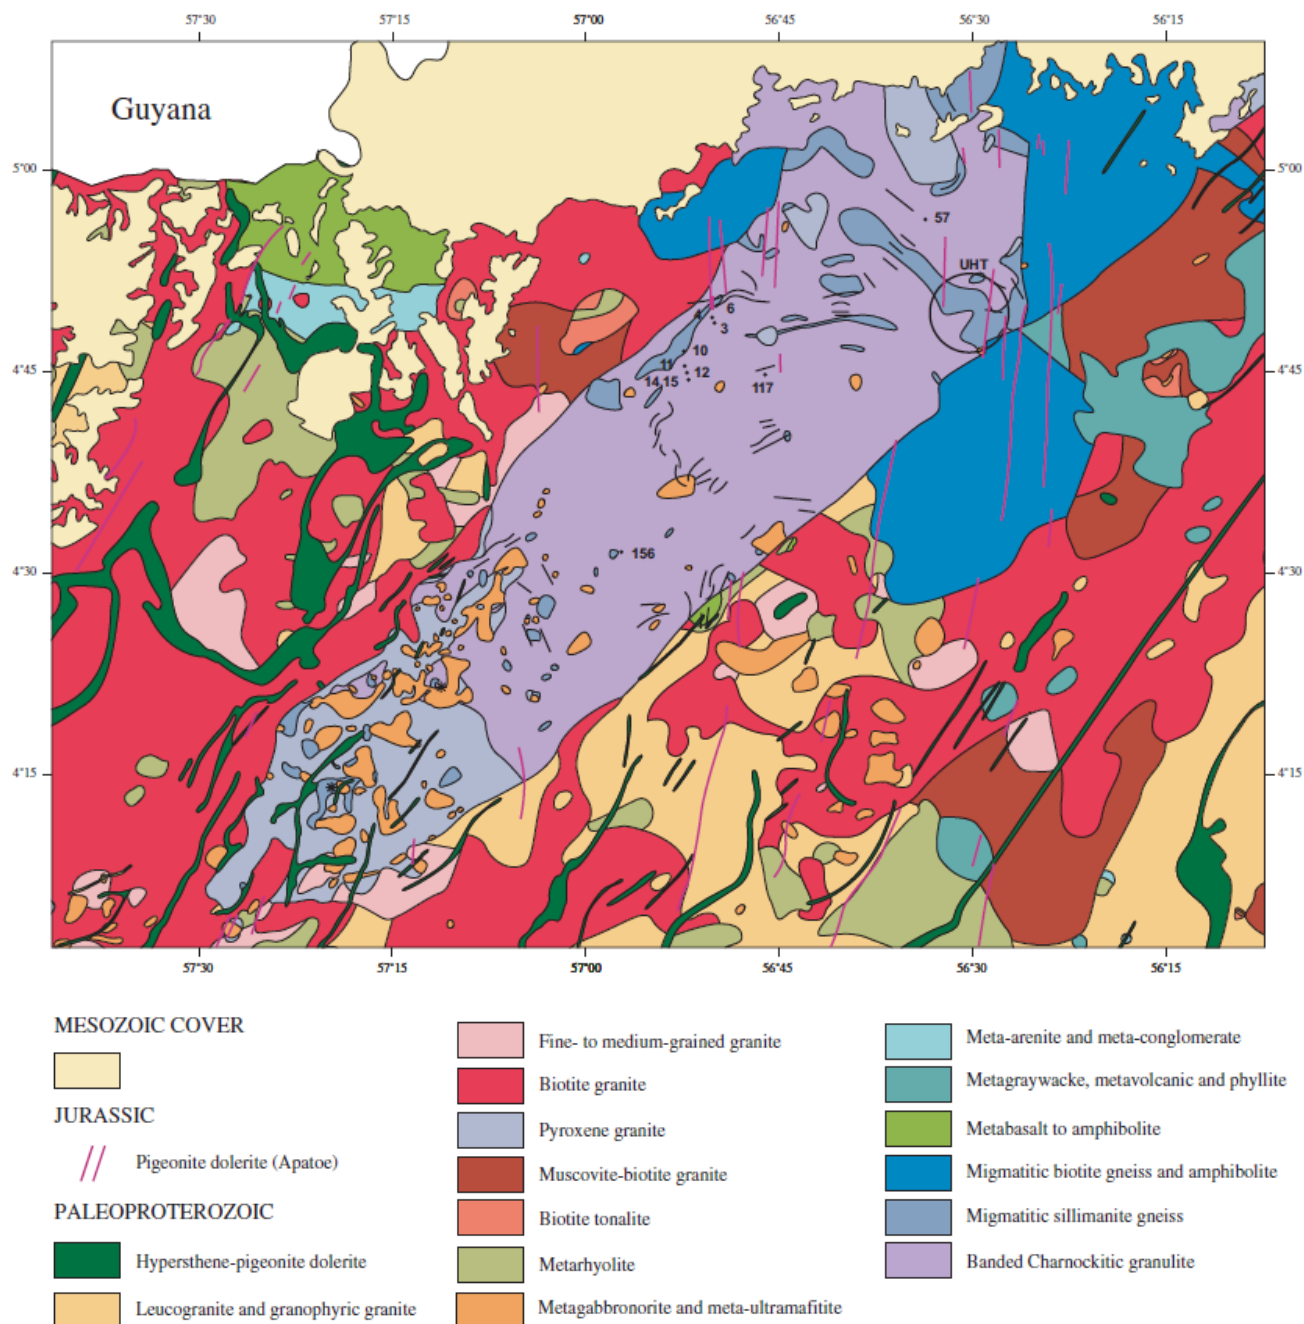 57°30 57°15 57°00 56°45 56°30 56°15
Guyana
5°00 5°00
57
UHT
4 6
3
10
11 12
14 15
117
4°45 4°45
156
4°30 4°30
4°15 4°15
57°30 57°15 57°00 56°45 56°30 56°15
MESOZOIC COVER
JURASSIC
Pigeonite dolerite (Apatoe)
PALEOPROTEROZOIC
Hypersthene-pigeonite dolerite
Leucogranite and granophyric granite
Fine- to medium-grained granite
Biotite granite
Pyroxene granite
Muscovite-biotite granite
Biotite tonalite
Metarhyolite
Metagabbronorite and meta-ultramafitite
Meta-arenite and meta-conglomerate
Metagraywacke, metavolcanic and phyllite
Metabasalt to amphibolite
Migmatitic biotite gneiss and amphibolite
Migmatitic sillimanite gneiss
Banded Charnockitic granulite